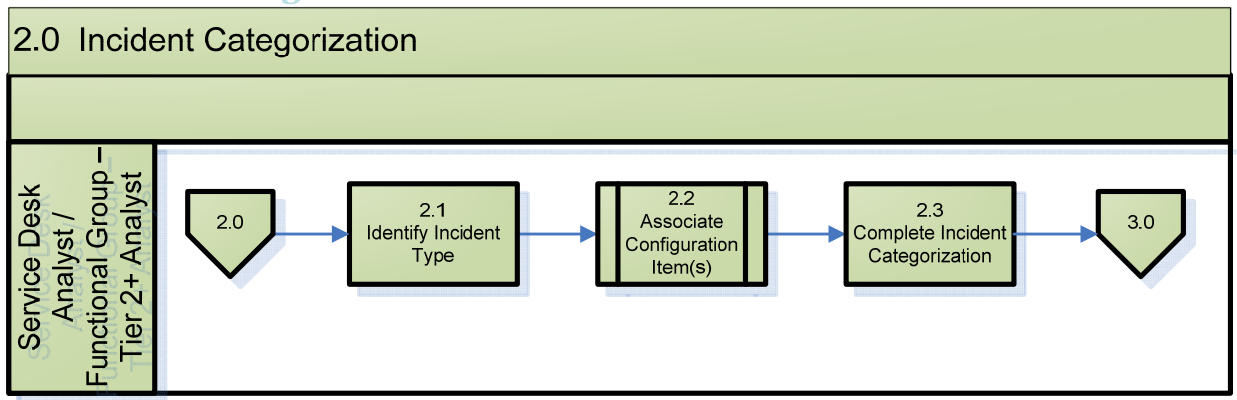 2.0 Incident Categorization
Service Desk
Analyst /
Functional Group –
Tier 2+ Analyst
2.0
2.1
Identify Incident
Type
2.2
Associate
Configuration
Item(s)
2.3
Complete Incident
Categorization
3.0